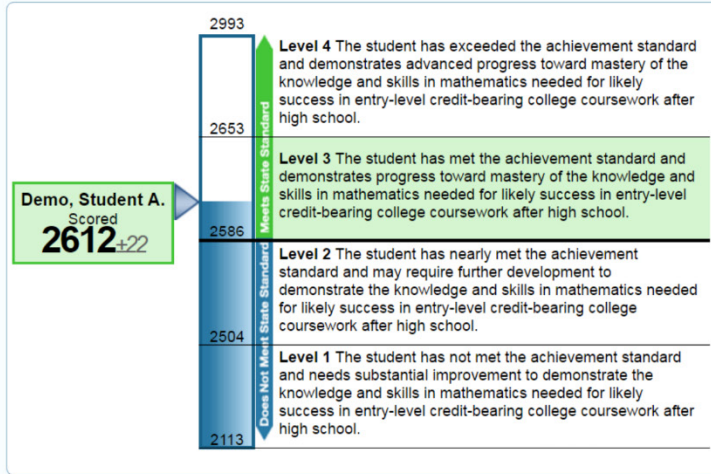 2993
Level 4 The student has exceeded the achievement standard
and demonstrates advanced progress toward mastery of the
knowledge and skills in mathematics needed for likely
success in entry-level credit-bearing college coursework after
high school.
2653
Meets State Standard
Level 3 The student has met the achievement standard and
demonstrates progress toward mastery of the knowledge and
skills in mathematics needed for likely success in entry-level
credit-bearing college coursework after high school.
Demo, Student A.
Scored
2612±22
2586
Level 2 The student has nearly met the achievement
standard and may require further development to
demonstrate the knowledge and skills in mathematics needed
for likely success in entry-level credit-bearing college
coursework after high school.
2504
Does Not Meet State Standard
Level 1 The student has not met the achievement standard
and needs substantial improvement to demonstrate the
knowledge and skills in mathematics needed for likely
success in entry-level credit-bearing college coursework after
high school.
2113